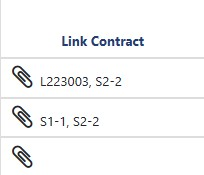 Link Contract
L223003, S2-2
S1-1, S2-2